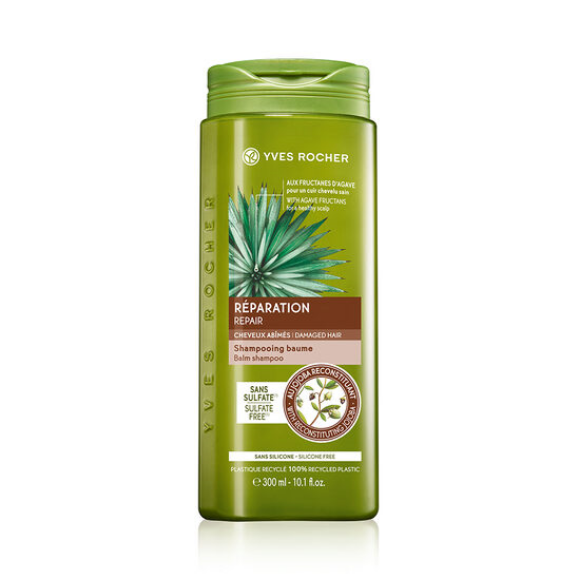 YVES ROCHER
AUX FRUCTANES D'AGAVE
pour un cuir chevelu sain
WITH AGAVE FRUCTANS
for a healthy scalp
YVES ROCHER
RÉPARATION
REPAIR
CHEVEUX ABÎMÉS | DAMAGED HAIR
Shampooing baume
Balm shampoo
SANS
SULFATE
SULFATE
FREE
AU JOJOBA RECONSTITUANT
WITH RECONSTITUTING JOJOBA
SANS SILICONE - SILICONE FREE
PLASTIQUE RECYCLÉ 100% RECYCLED PLASTIC
℮ 300 ml - 10.1 fl.oz.